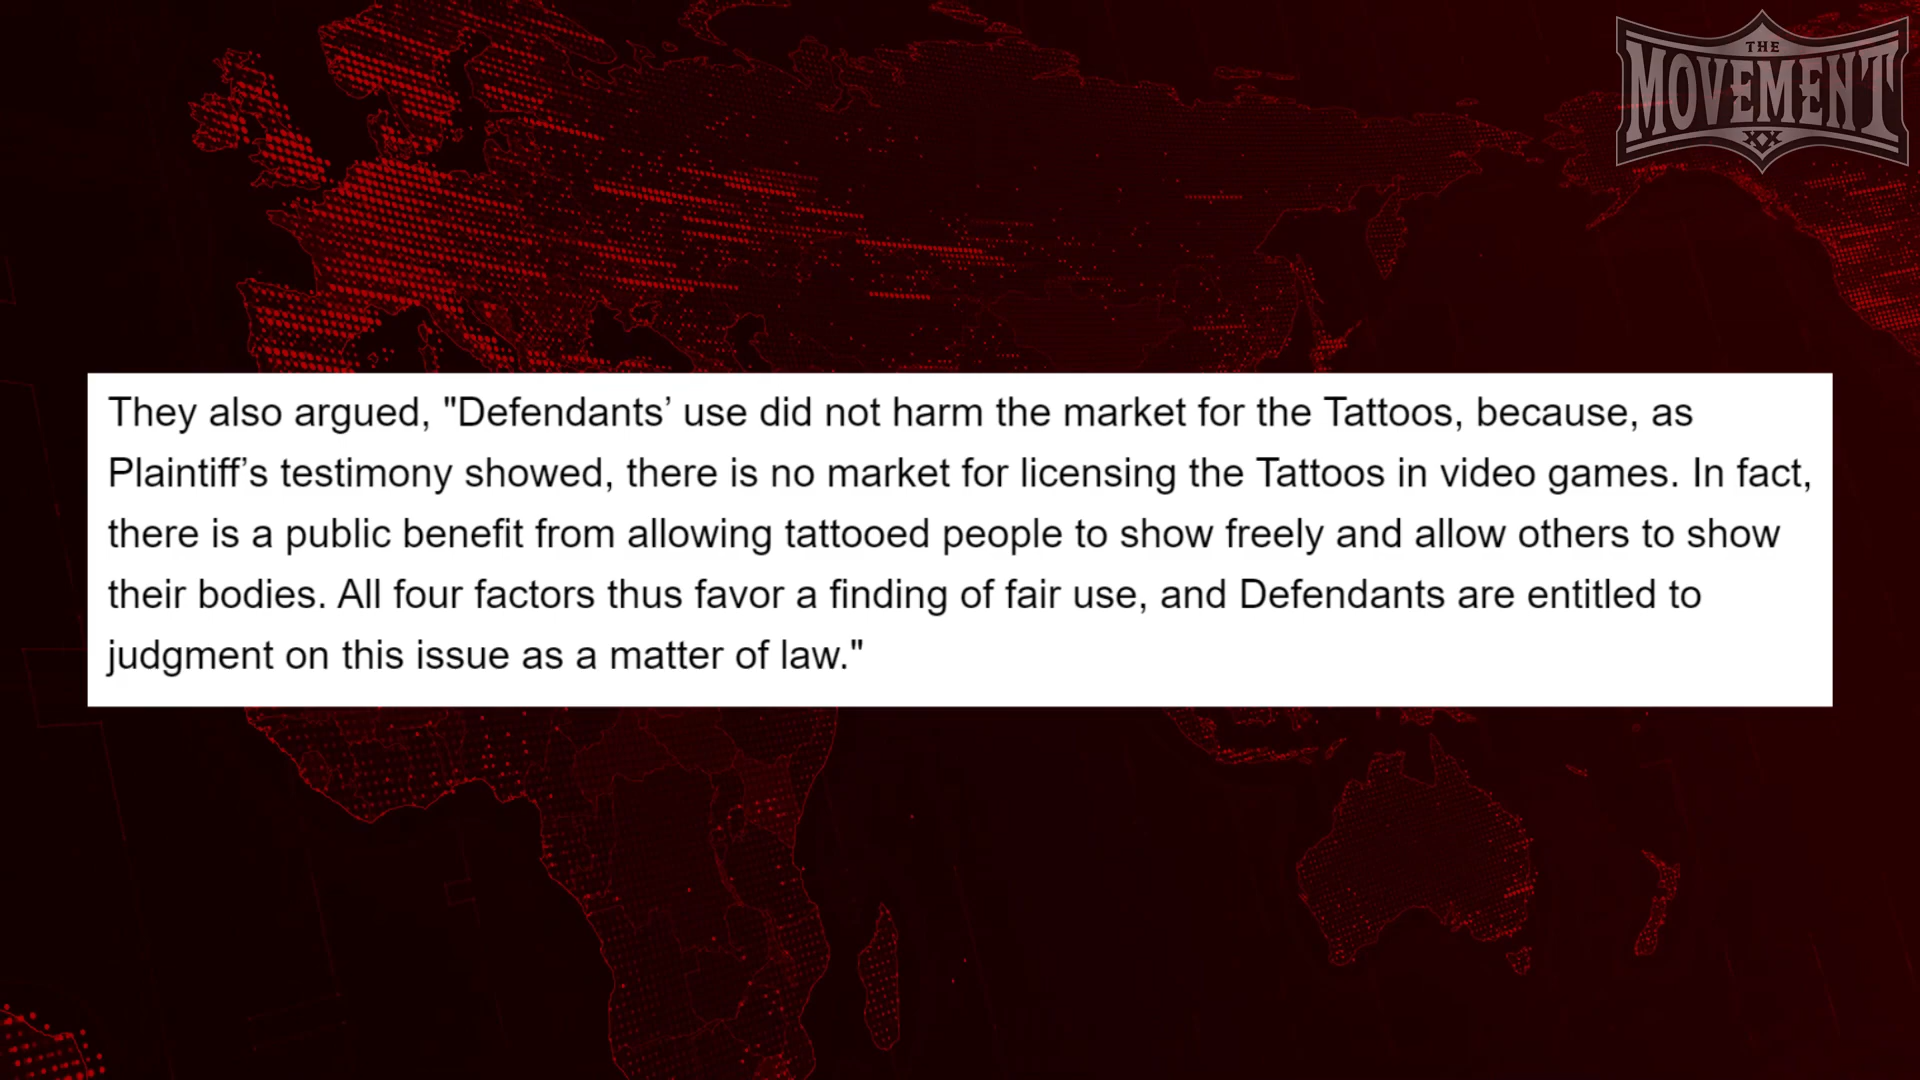 THE
MOVEMENT
They also argued, "Defendants’ use did not harm the market for the Tattoos, because, as
Plaintiff’s testimony showed, there is no market for licensing the Tattoos in video games. In fact,
there is a public benefit from allowing tattooed people to show freely and allow others to show
their bodies. All four factors thus favor a finding of fair use, and Defendants are entitled to
judgment on this issue as a matter of law."